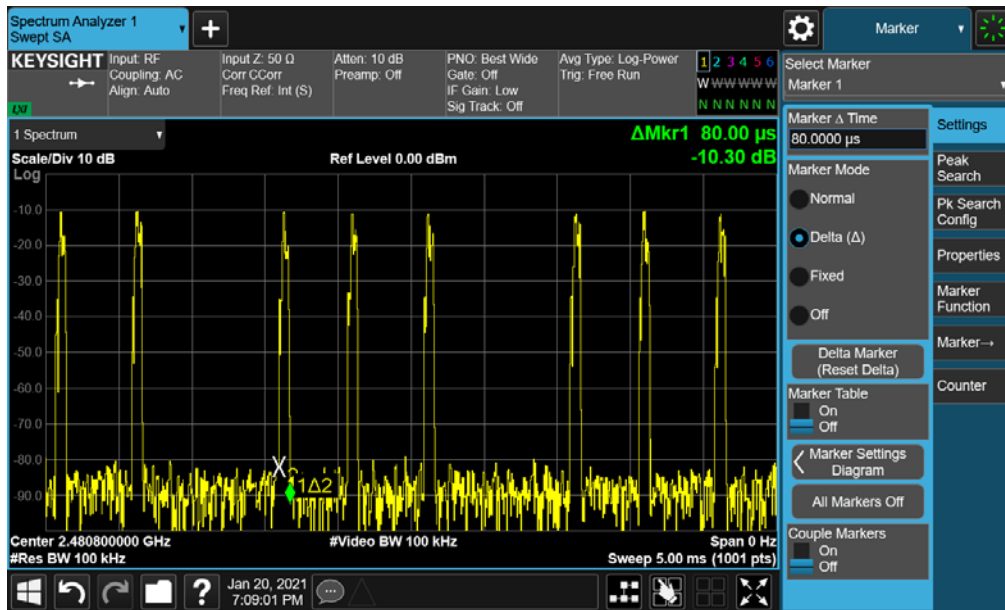 Spectrum Analyzer 1
Swept SA
+
Marker
KEYSIGHT
Input: RF
Coupling: AC
Align: Auto
Input Z: 50 Ω
Corr CCorr
Freq Ref: Int (S)
Atten: 10 dB
Preamp: Off
PNO: Best Wide
Gate: Off
IF Gain: Low
Sig Track: Off
Avg Type: Log-Power
Trig: Free Run
1 2 3 4 5 6
W W W W W W
N N N N N N
LXI
Select Marker
Marker 1
1 Spectrum
ΔMkr1 80.00 µs
-10.30 dB
Scale/Div 10 dB
Ref Level 0.00 dBm
Log
-10.0
-20.0
-30.0
-40.0
-50.0
-60.0
-70.0
-80.0
-90.0
1Δ2
Center 2.480800000 GHz
#Video BW 100 kHz
Span 0 Hz
#Res BW 100 kHz
Sweep 5.00 ms (1001 pts)
Marker Δ Time
80.0000 µs
Marker Mode
Normal
Delta (Δ)
Fixed
Off
Delta Marker
(Reset Delta)
Marker Table
On
Off
Marker Settings
Diagram
All Markers Off
Couple Markers
On
Off
Settings
Peak
Search
Pk Search
Config
Properties
Marker
Function
Marker→
Counter
?
Jan 20, 2021
7:09:01 PM